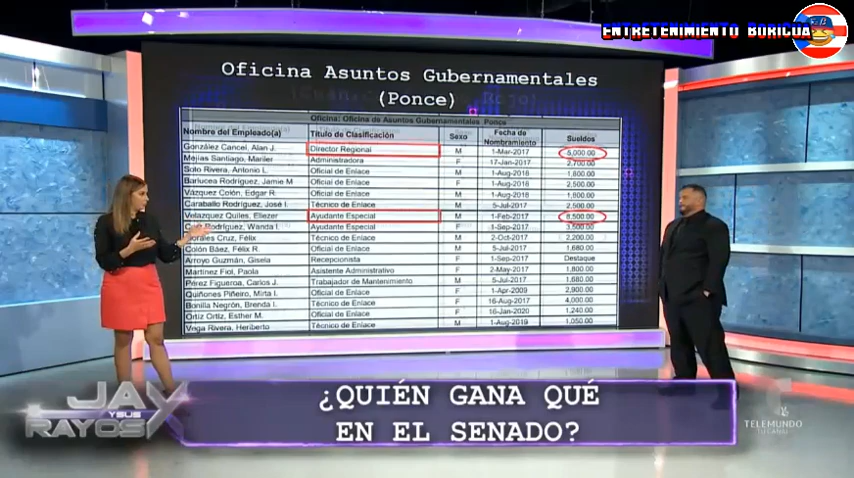 ENTRETENIMIENTO BORICUA
Oficina Asuntos Gubernamentales
(Ponce)
Oficina: Oficina de Asuntos Gubernamentales Ponce
Nombre del Empleado(a) Título de Clasificación Sexo Fecha de Nombramiento Sueldos
González Cancel, Alan J. Director Regional M 1-Mar-2017 5,000.00
Mejías Santiago, Mariler Administradora F 17-Jan-2017 2,700.00
Soto Rivera, Antonio L. Oficial de Enlace M 1-Aug-2018 1,800.00
Barlucea Rodríguez, Jamie M Oficial de Enlace F 1-Aug-2018 2,500.00
Vázquez Colón, Edgar R. Oficial de Enlace M 1-Aug-2018 1,800.00
Caraballo Rodríguez, José I. Técnico de Enlace M 5-Jul-2017 2,500.00
Velazquez Quiles, Eliezer Ayudante Especial M 1-Feb-2017 8,500.00
Rodríguez, Wanda I. Ayudante Especial F 1-Sep-2017 3,500.00
Morales Cruz, Félix Técnico de Enlace M 2-Oct-2017 2,200.00
Colón Báez, Félix R. Oficial de Enlace M 5-Jul-2017 1,680.00
Arroyo Guzmán, Gisela Recepcionista F 1-Sep-2017 Destaque
Martínez Fiol, Paola Asistente Administrativo F 2-May-2017 1,800.00
Pérez Figueroa, Carlos J. Trabajador de Mantenimiento M 5-Jul-2017 1,680.00
Quiñones Piñeiro, Mirta I. Oficial de Enlace F 1-Apr-2009 2,900.00
Bonilla Negrón, Brenda I. Técnico de Enlace F 16-Aug-2017 4,000.00
Ortiz Ortiz, Esther M. Oficial de Enlace F 16-Jan-2020 1,240.00
Vega Rivera, Heriberto Técnico de Enlace M 1-Aug-2019 1,050.00
JAY
Y SUS
RAYOS X
¿QUIÉN GANA QUÉ
EN EL SENADO?
TELEMUNDO
TU CANAL